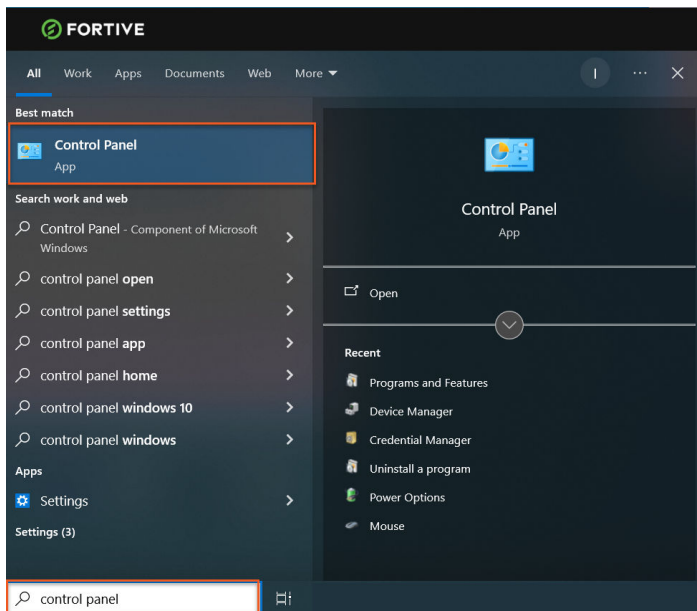 FORTIVE
All Work Apps Documents Web More
I
Best match
Control Panel
App
Search work and web
Control Panel - Component of Microsoft
Windows
control panel open
control panel settings
control panel app
control panel home
control panel windows 10
control panel windows
Apps
Settings
Settings (3)
control panel
Control Panel
App
Open
Recent
Programs and Features
Device Manager
Credential Manager
Uninstall a program
Power Options
Mouse